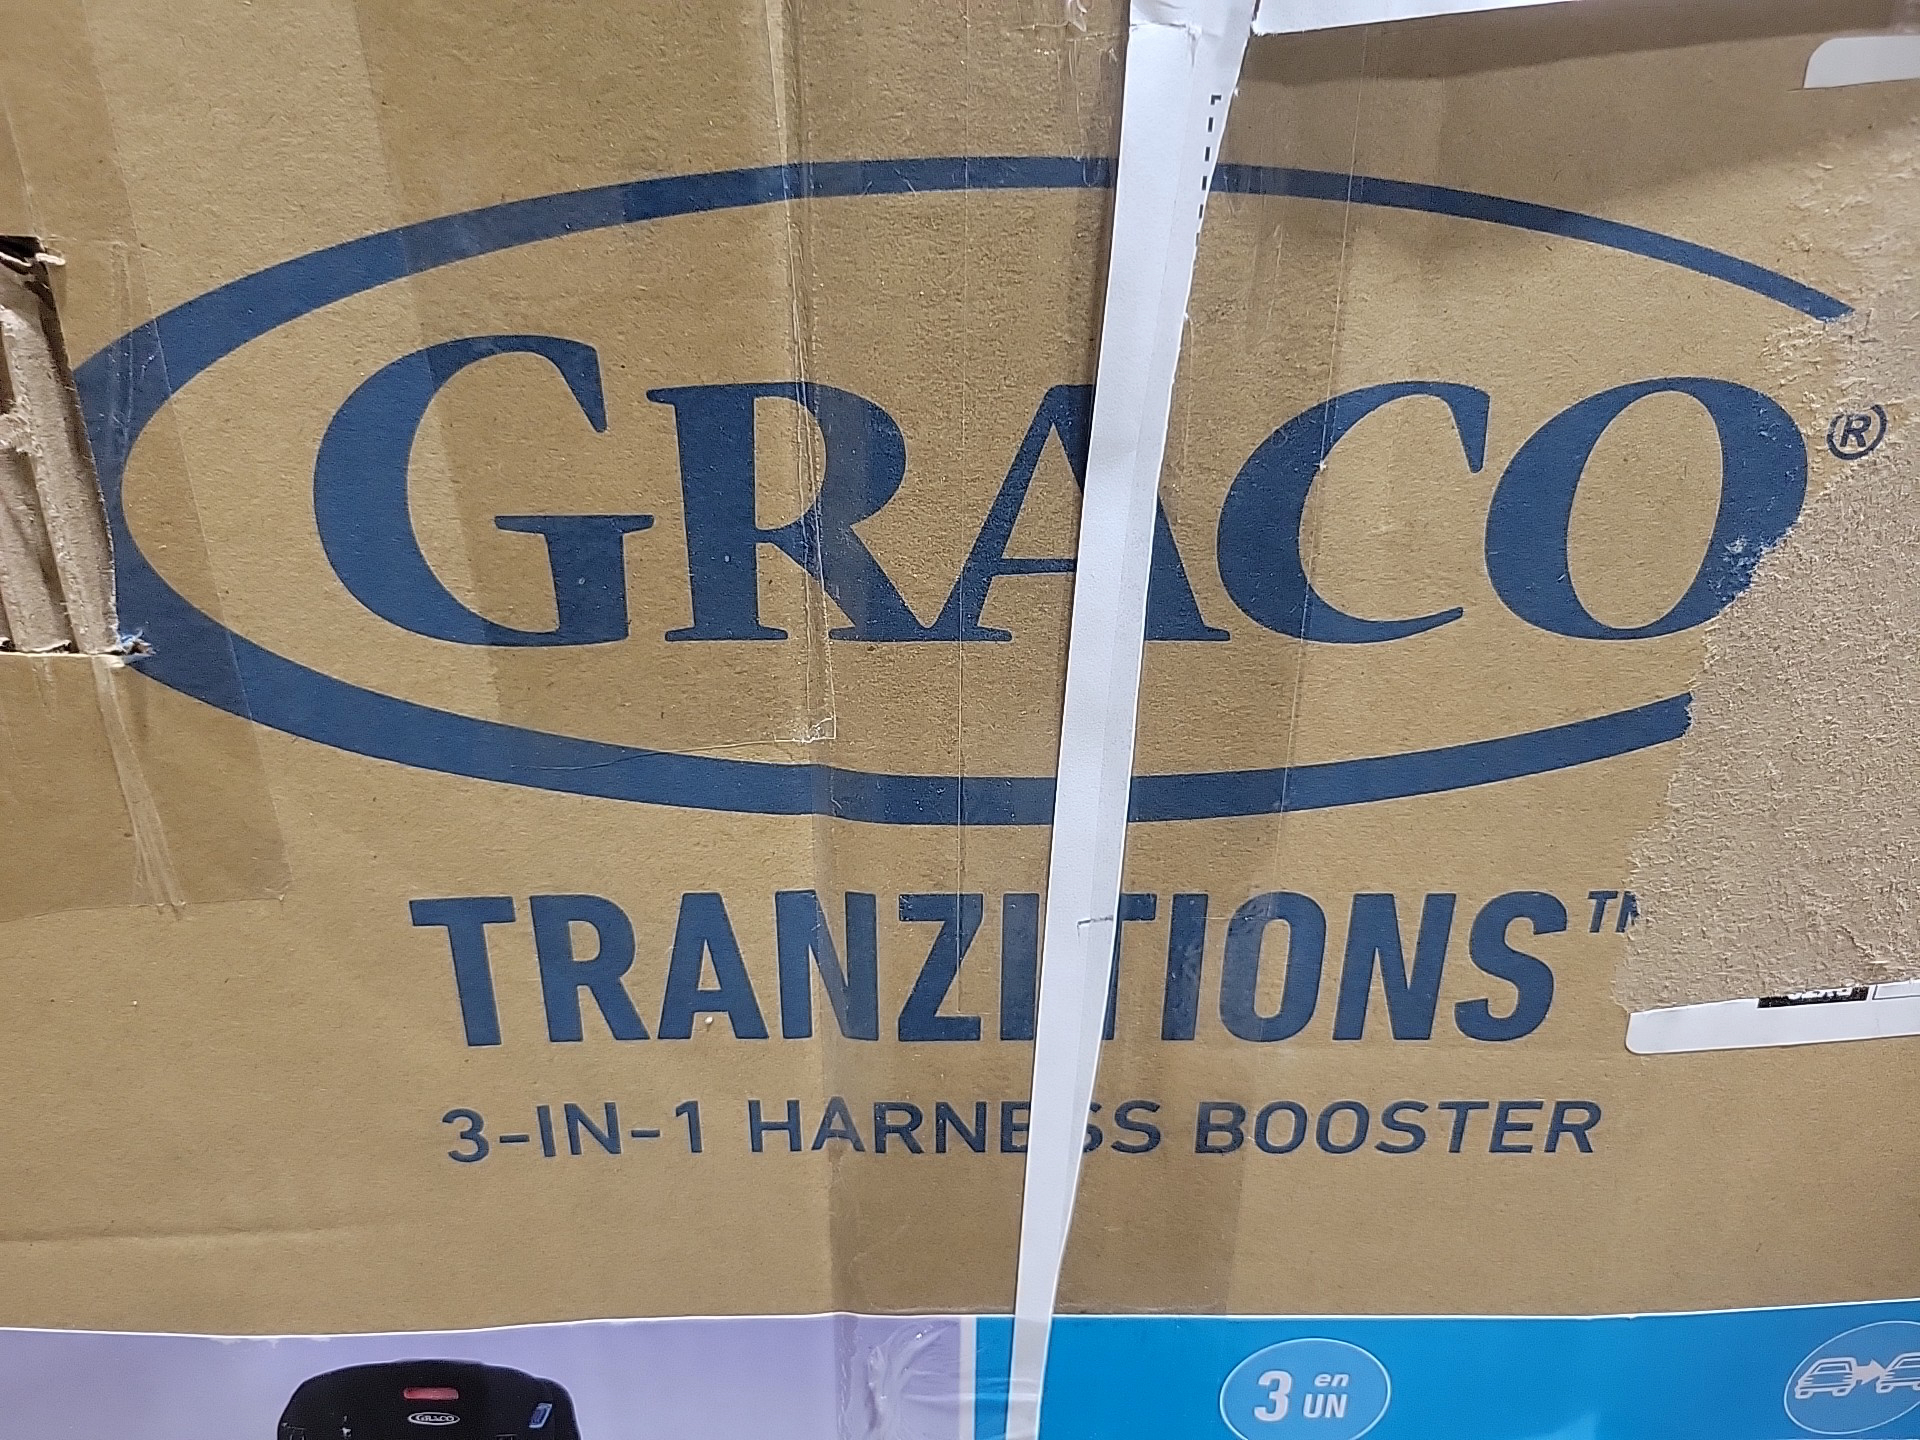 GRACO®
TRANZITIONS™
3-IN-1 HARNESS BOOSTER
GRACO
3 en UN